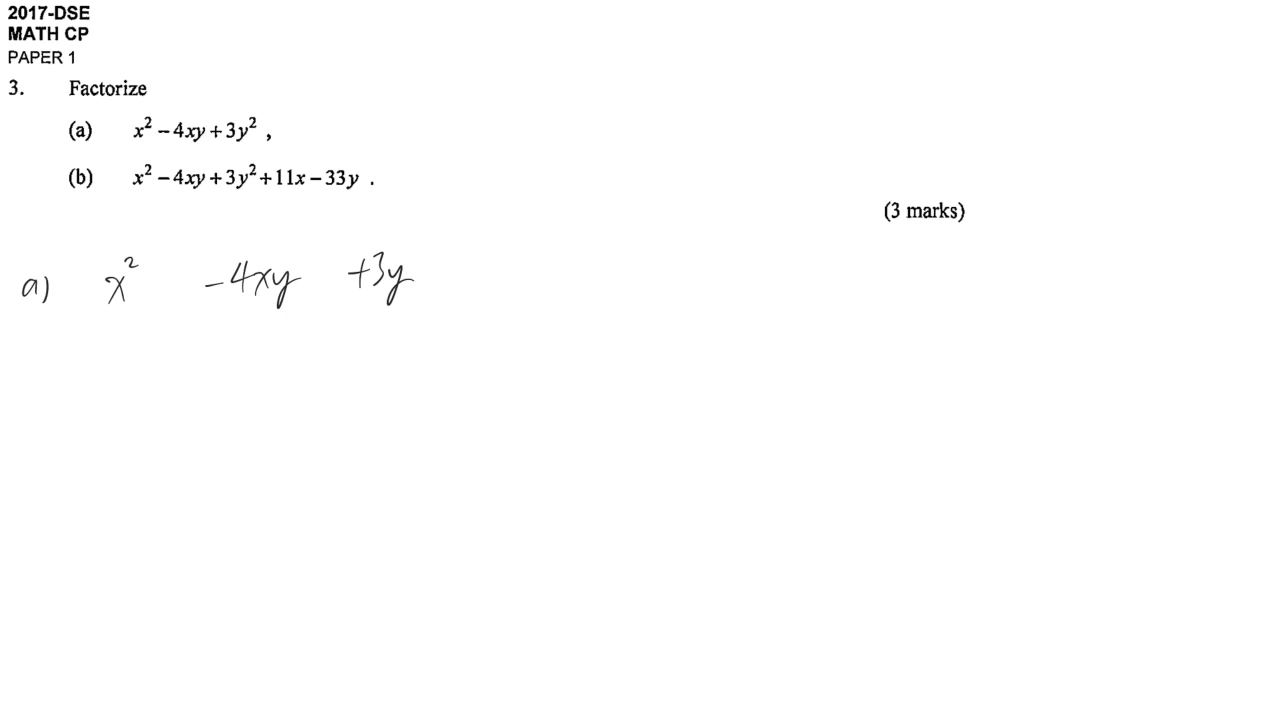 2017-DSE
MATH CP
PAPER 1
3. Factorize
(a) x² − 4xy + 3y² ,
(b) x² − 4xy + 3y² + 11x − 33y .
(3 marks)
a) x² −4xy +3y